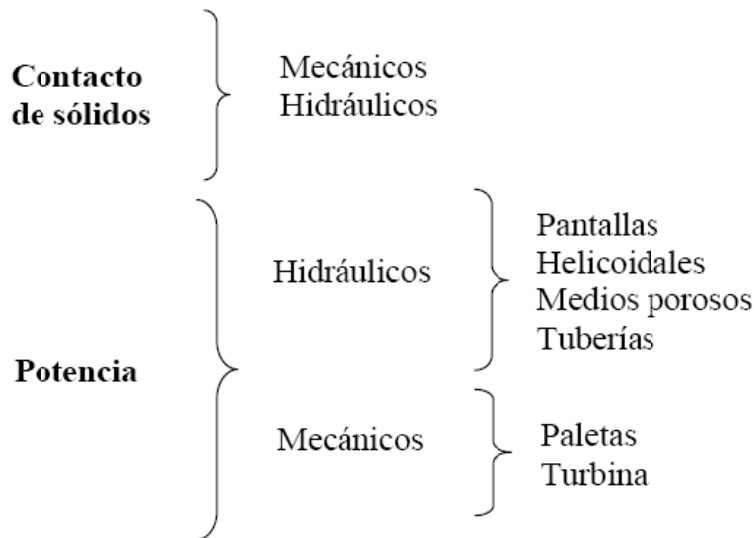 Contacto
de sólidos
Mecánicos
Hidráulicos
Potencia
Hidráulicos
Pantallas
Helicoidales
Medios porosos
Tuberías
Mecánicos
Paletas
Turbina